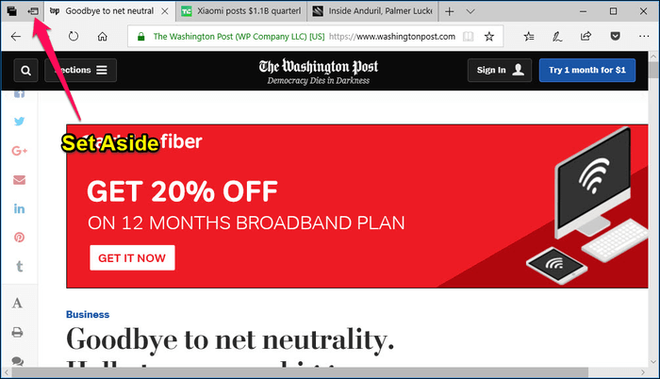 Goodbye to net neutral
Xiaomi posts $1.1B quarterl
Inside Anduril, Palmer Lucke
The Washington Post (WP Company LLC) [US] https://www.washingtonpost.com
Sections
The Washington Post
Democracy Dies in Darkness
Sign In
Try 1 month for $1
Set Aside
fiber
GET 20% OFF
ON 12 MONTHS BROADBAND PLAN
GET IT NOW
Business
Goodbye to net neutrality.